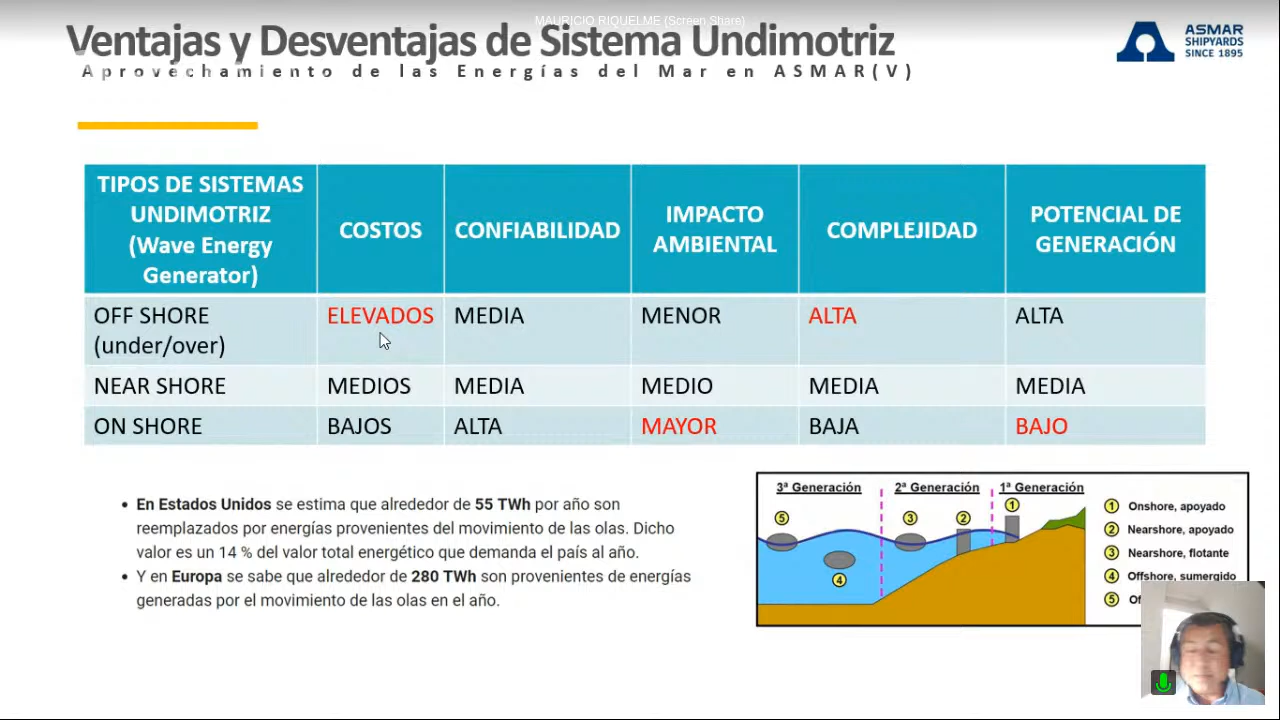 MAURICIO RIQUELME (Screen Share)
Ventajas y Desventajas de Sistema Undimotriz
Aprovechamiento de las Energías del Mar en ASMAR(V)
ASMAR
SHIPYARDS
SINCE 1895
TIPOS DE SISTEMAS
UNDIMOTRIZ
(Wave Energy
Generator)
COSTOS
CONFIABILIDAD
IMPACTO
AMBIENTAL
COMPLEJIDAD
POTENCIAL DE
GENERACIÓN
OFF SHORE
(under/over)
ELEVADOS
MEDIA
MENOR
ALTA
ALTA
NEAR SHORE
MEDIOS
MEDIA
MEDIO
MEDIA
MEDIA
ON SHORE
BAJOS
ALTA
MAYOR
BAJA
BAJO
• En Estados Unidos se estima que alrededor de 55 TWh por año son
reemplazados por energías provenientes del movimiento de las olas. Dicho
valor es un 14 % del valor total energético que demanda el país al año.
• Y en Europa se sabe que alrededor de 280 TWh son provenientes de energías
generadas por el movimiento de las olas en el año.
3ª Generación
2ª Generación
1ª Generación
5
4
3
2
1
1 Onshore, apoyado
2 Nearshore, apoyado
3 Nearshore, flotante
4 Offshore, sumergido
5